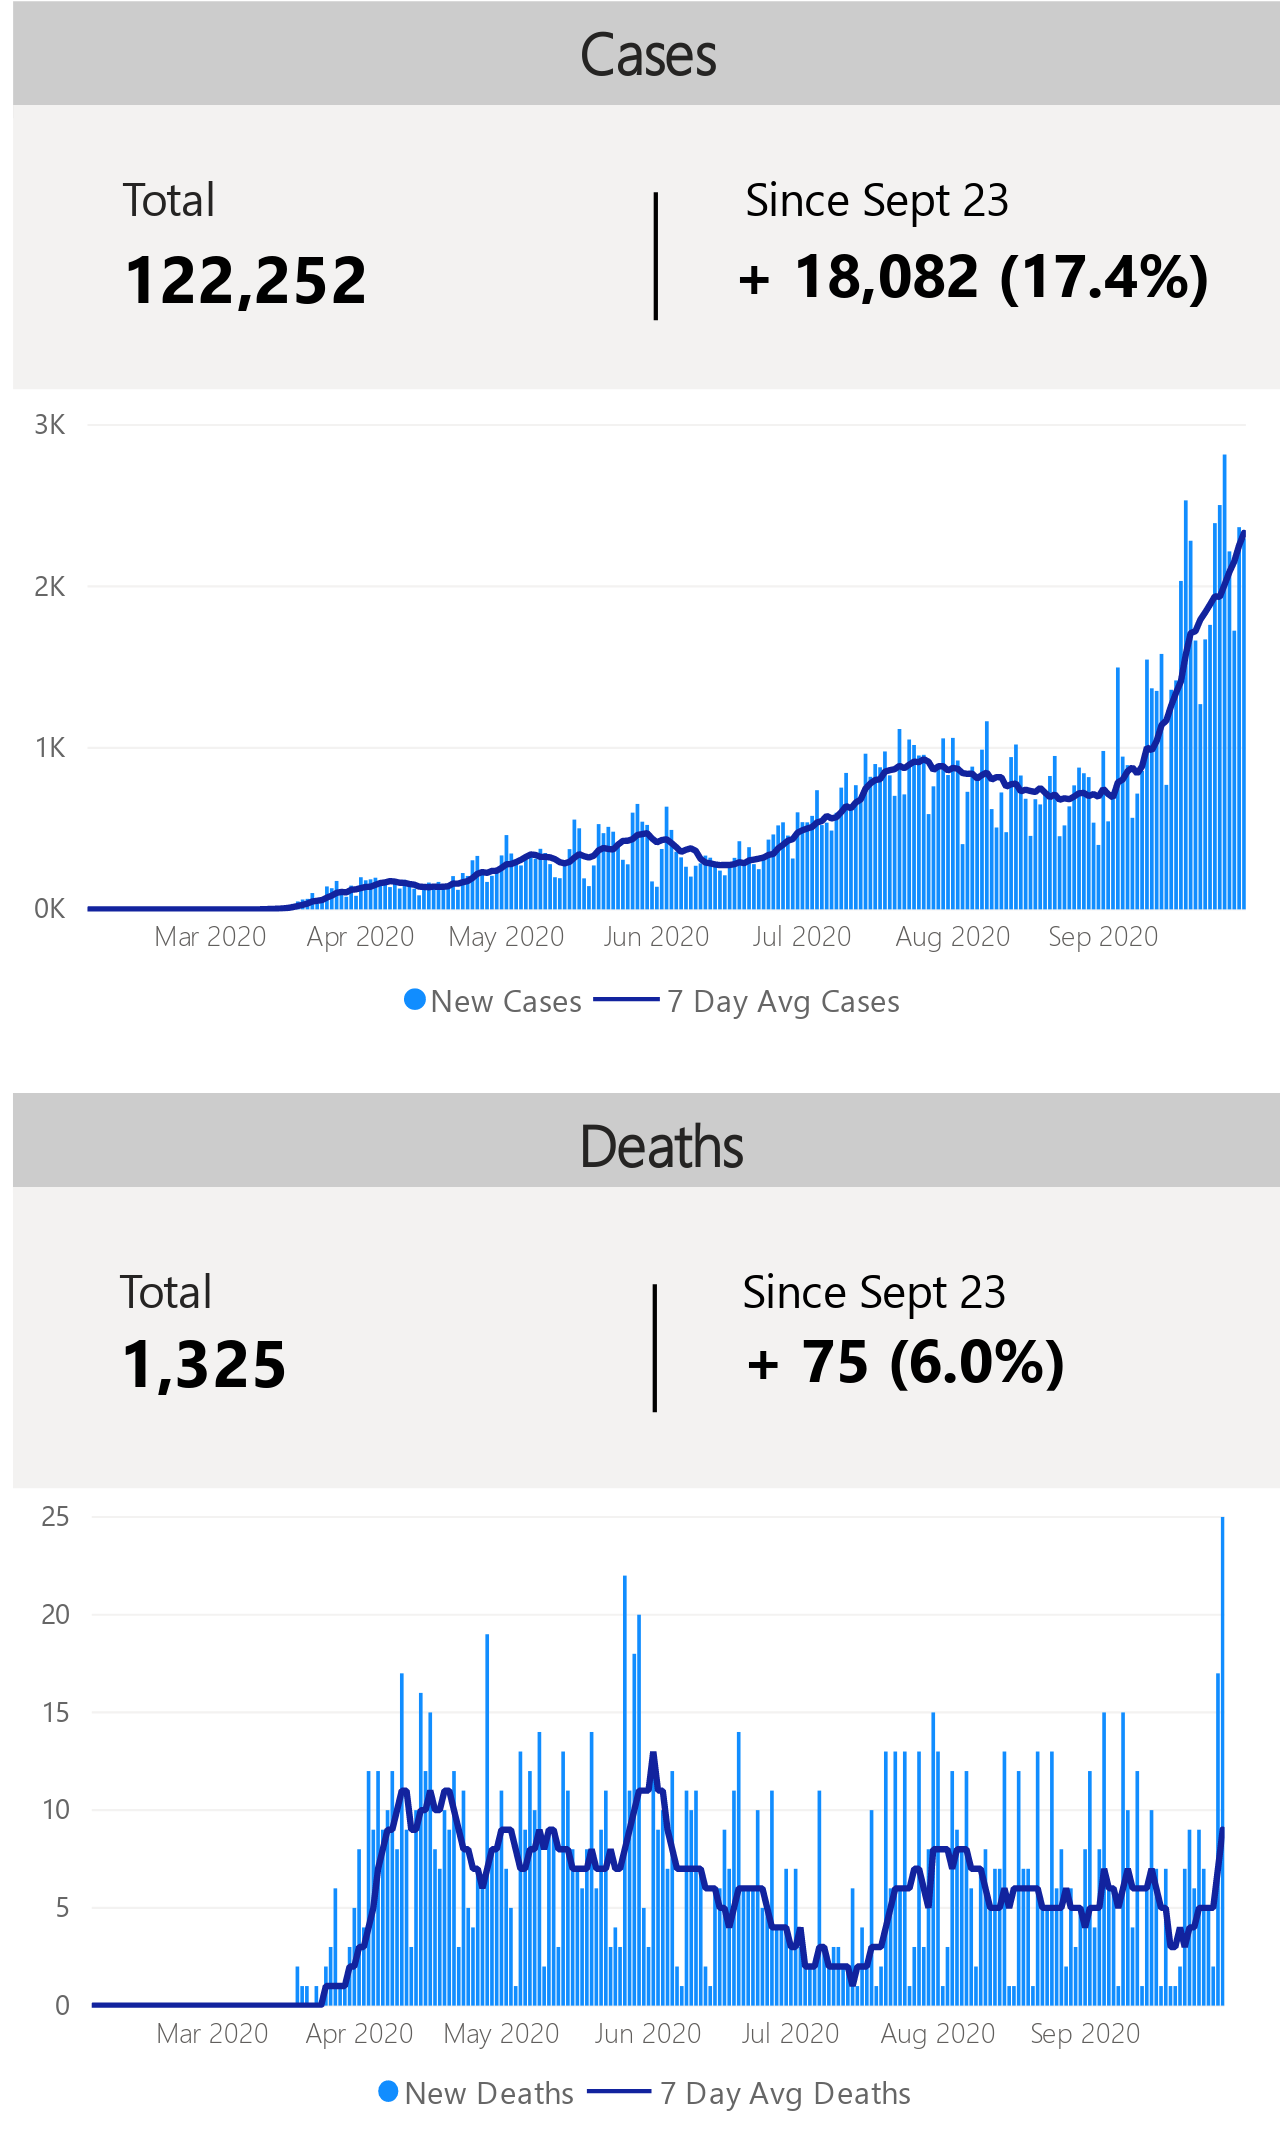 Cases
Total
Since Sept 23
122,252
+ 18,082 (17.4%)
3K
2K
1K
0K
Mar 2020 Apr 2020 May 2020 Jun 2020 Jul 2020 Aug 2020 Sep 2020
New Cases 7 Day Avg Cases
Deaths
Total
Since Sept 23
1,325
+ 75 (6.0%)
25
20
15
10
5
0
Mar 2020 Apr 2020 May 2020 Jun 2020 Jul 2020 Aug 2020 Sep 2020
New Deaths 7 Day Avg Deaths